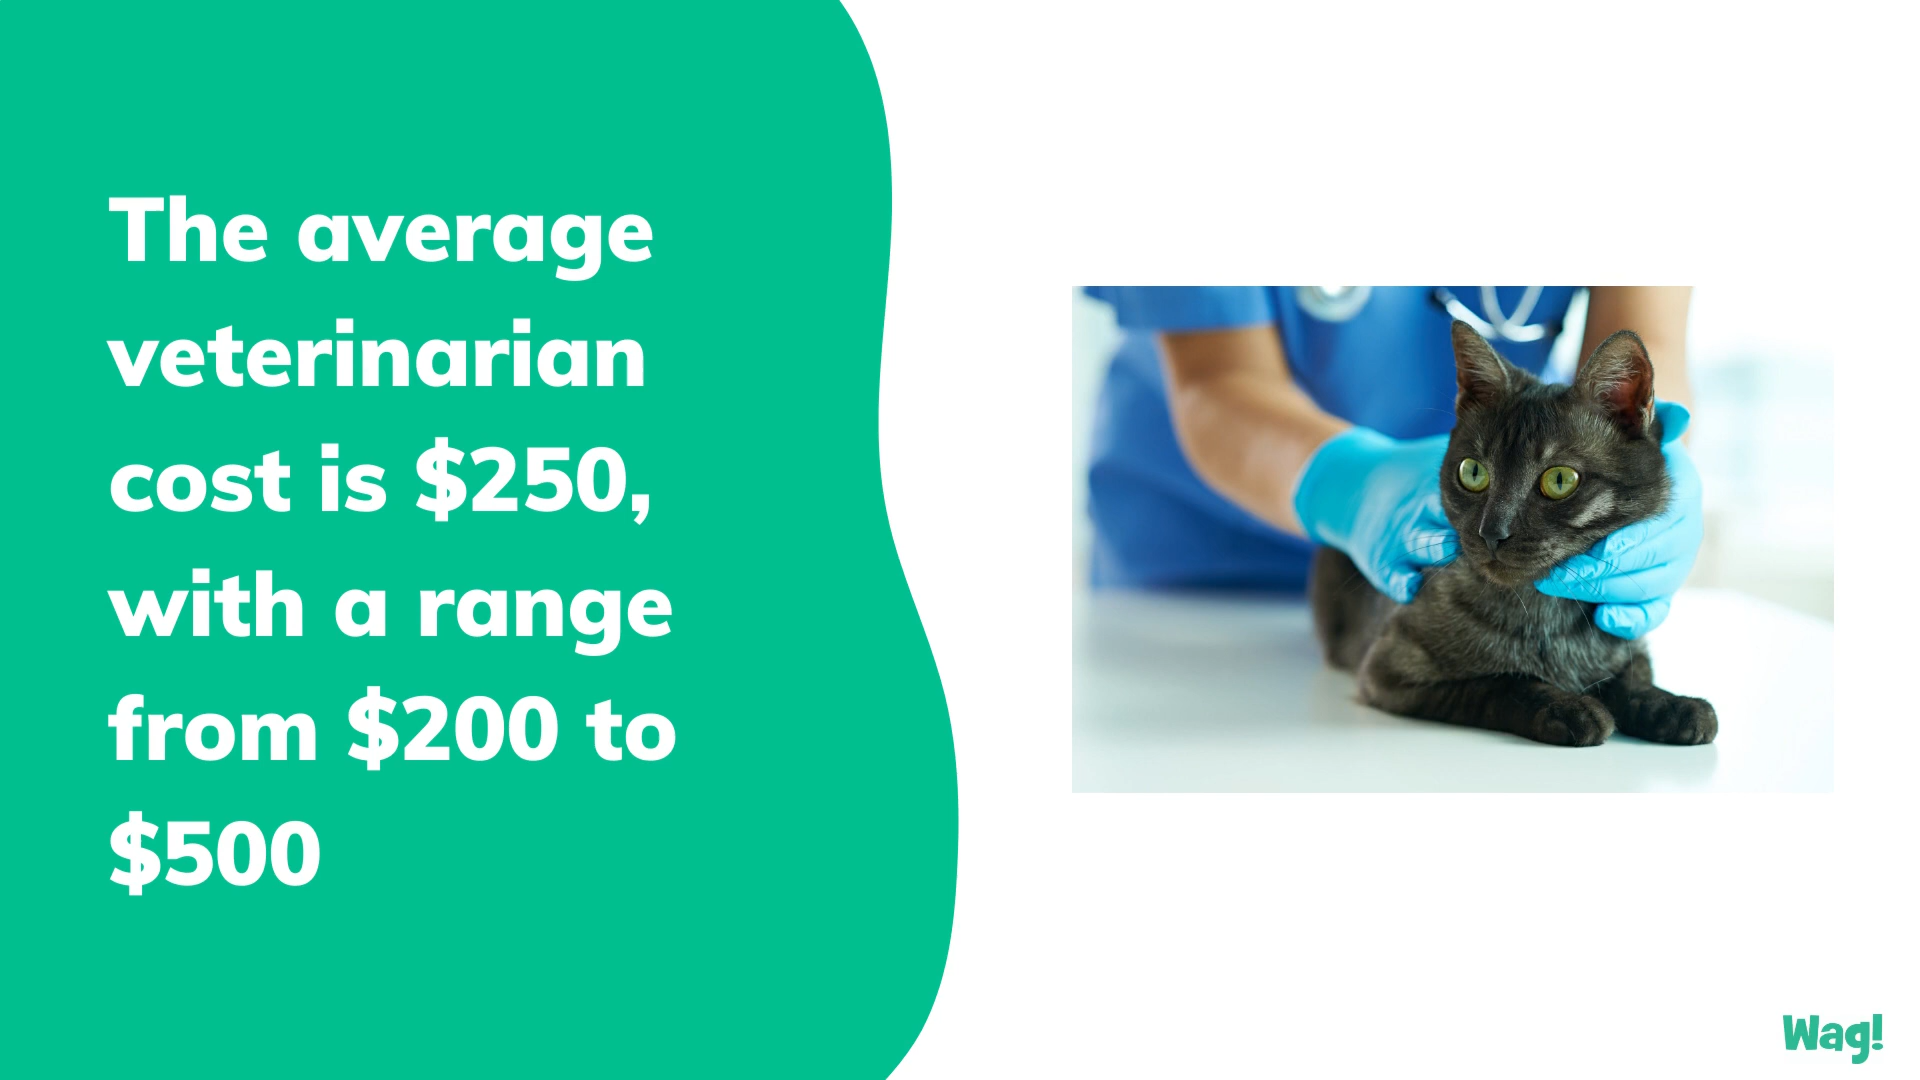 The average
veterinarian
cost is $250,
with a range
from $200 to
$500
Wag!